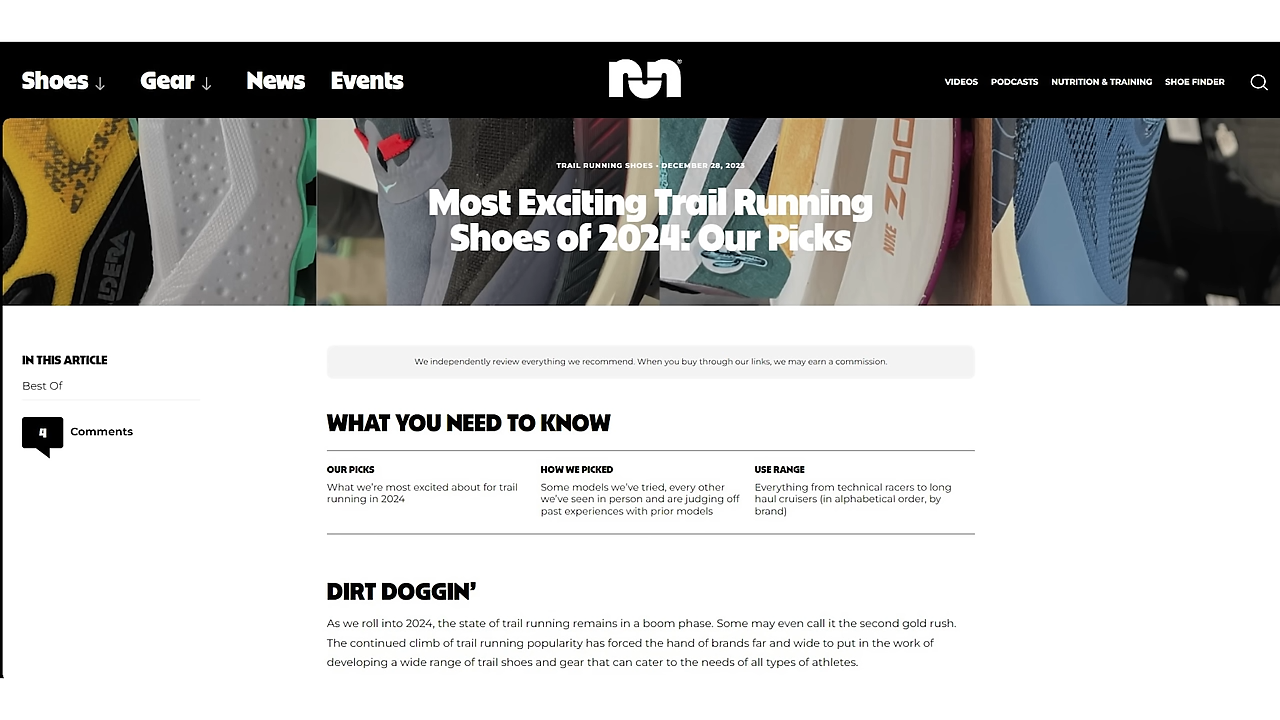 Shoes ↓ Gear ↓ News Events
VIDEOS PODCASTS NUTRITION & TRAINING SHOE FINDER
TRAIL RUNNING SHOES • DECEMBER 28, 2023
Most Exciting Trail Running
Shoes of 2024: Our Picks
NIKE ZOO
IN THIS ARTICLE
Best Of
4 Comments
We independently review everything we recommend. When you buy through our links, we may earn a commission.
WHAT YOU NEED TO KNOW
OUR PICKS
What we’re most excited about for trail
running in 2024
HOW WE PICKED
Some models we’ve tried, every other
we’ve seen in person and are judging off
past experiences with prior models
USE RANGE
Everything from technical racers to long
haul cruisers (in alphabetical order, by
brand)
DIRT DOGGIN’
As we roll into 2024, the state of trail running remains in a boom phase. Some may even call it the second gold rush.
The continued climb of trail running popularity has forced the hand of brands far and wide to put in the work of
developing a wide range of trail shoes and gear that can cater to the needs of all types of athletes.